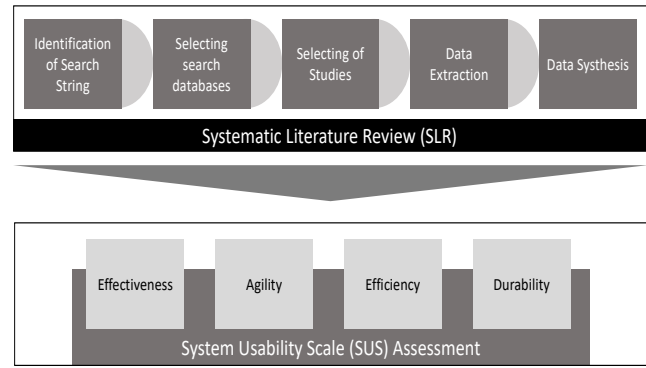 Identification
of Search
String
Selecting
search
databases
Selecting of
Studies
Data
Extraction
Data Systhesis
Systematic Literature Review (SLR)
Effectiveness
Agility
Efficiency
Durability
System Usability Scale (SUS) Assessment